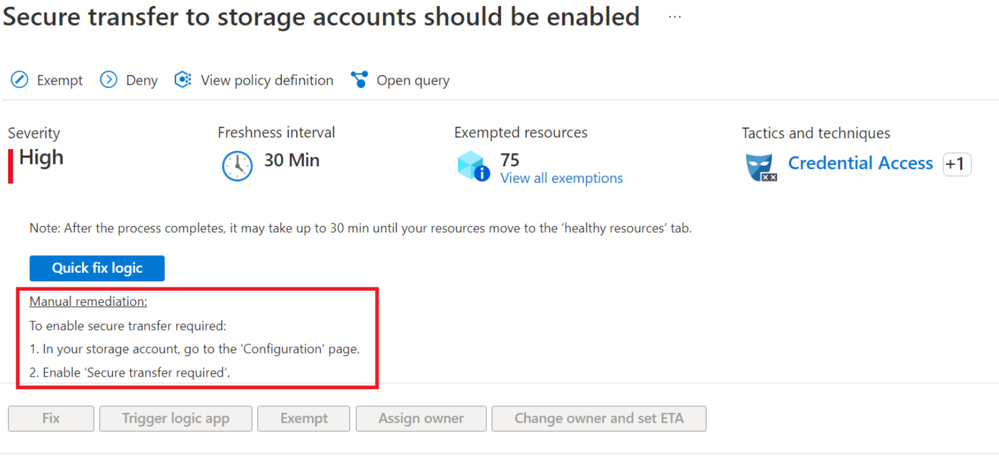 Secure transfer to storage accounts should be enabled ...
Exempt Deny View policy definition Open query
Severity Freshness interval Exempted resources Tactics and techniques
High 30 Min 75 Credential Access +1
View all exemptions
Note: After the process completes, it may take up to 30 min until your resources move to the ‘healthy resources’ tab.
Quick fix logic
Manual remediation:
To enable secure transfer required:
1. In your storage account, go to the 'Configuration' page.
2. Enable 'Secure transfer required'.
Fix Trigger logic app Exempt Assign owner Change owner and set ETA